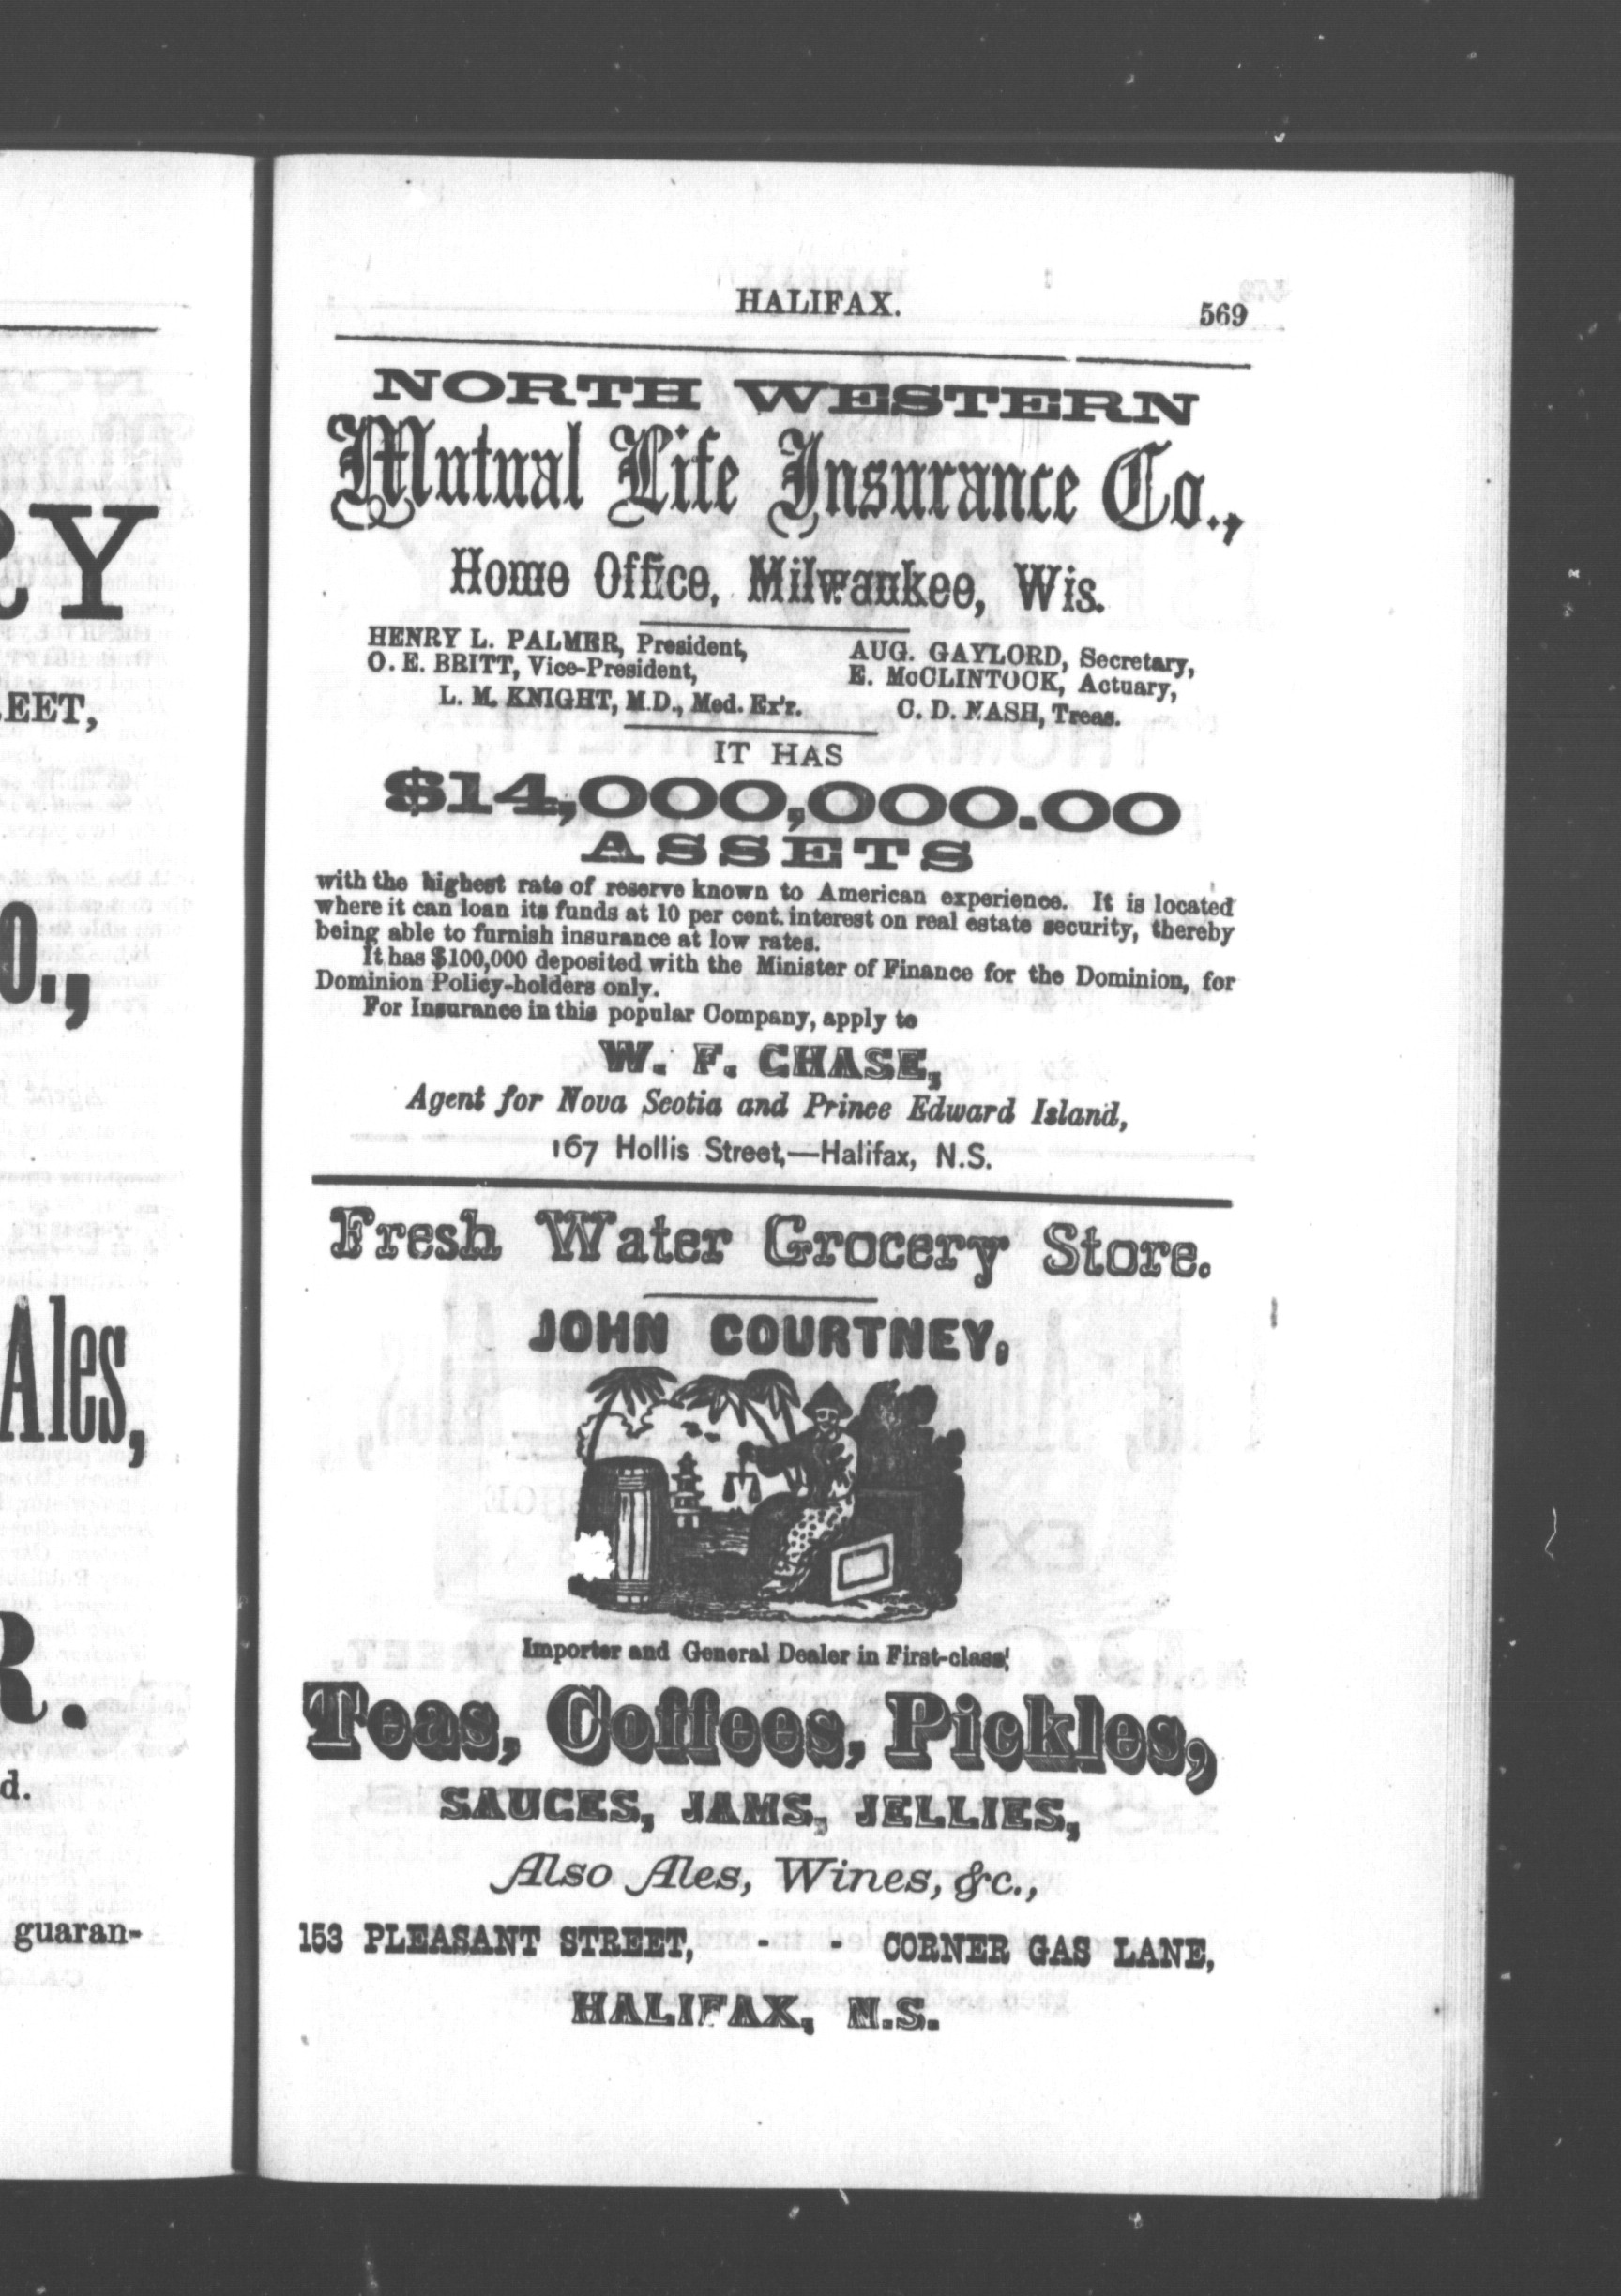 RY
EET,
O.,
Ales,
R.
d.
guaran-
HALIFAX. 569
NORTH WESTERN
Mutual Life Insurance Co.,
Home Office, Milwaukee, Wis.
HENRY L. PALMER, President, AUG. GAYLORD, Secretary,
O. E. BRITT, Vice-President, E. McCLINTOCK, Actuary,
L. M. KNIGHT, M.D., Med. Ex'r. C. D. NASH, Treas.
IT HAS
$14,000,000.00
ASSETS
with the highest rate of reserve known to American experience. It is located
where it can loan its funds at 10 per cent. interest on real estate security, thereby
being able to furnish insurance at low rates.
It has $100,000 deposited with the Minister of Finance for the Dominion, for
Dominion Policy-holders only.
For Insurance in this popular Company, apply to
W. F. CHASE,
Agent for Nova Scotia and Prince Edward Island,
167 Hollis Street,—Halifax, N.S.
Fresh Water Grocery Store.
JOHN COURTNEY,
Importer and General Dealer in First-class
Teas, Coffees, Pickles,
SAUCES, JAMS, JELLIES,
Also Ales, Wines, &c.,
153 PLEASANT STREET, - - CORNER GAS LANE,
HALIFAX, N.S.